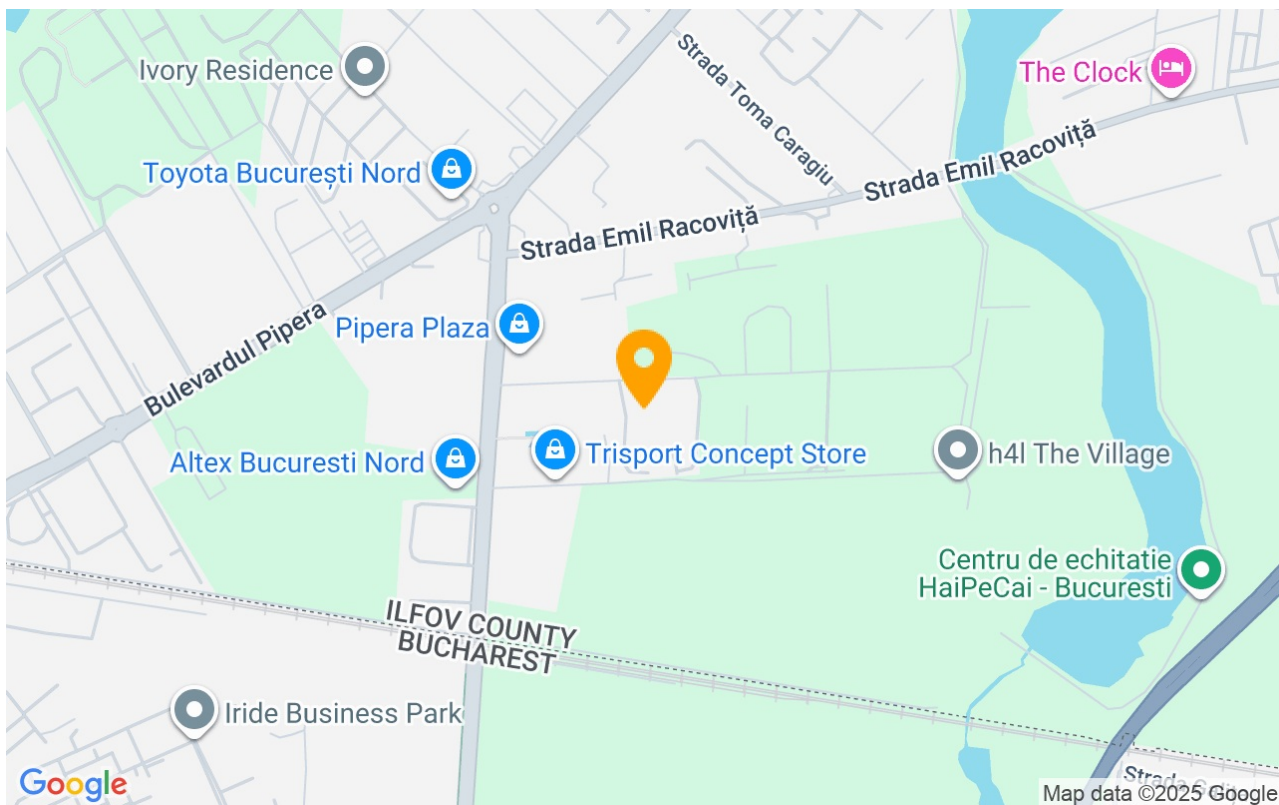 Ivory Residence
Strada Toma Caragiu
The Clock
Toyota București Nord
Strada Emil Racoviță
Strada Emil Racoviță
Pipera Plaza
Bulevardul Pipera
Altex Bucuresti Nord
Trisport Concept Store
h4l The Village
Centru de echitatie
HaiPeCai - Bucuresti
ILFOV COUNTY
BUCHAREST
Iride Business Park
Google
Strada
Map data ©2025 Google